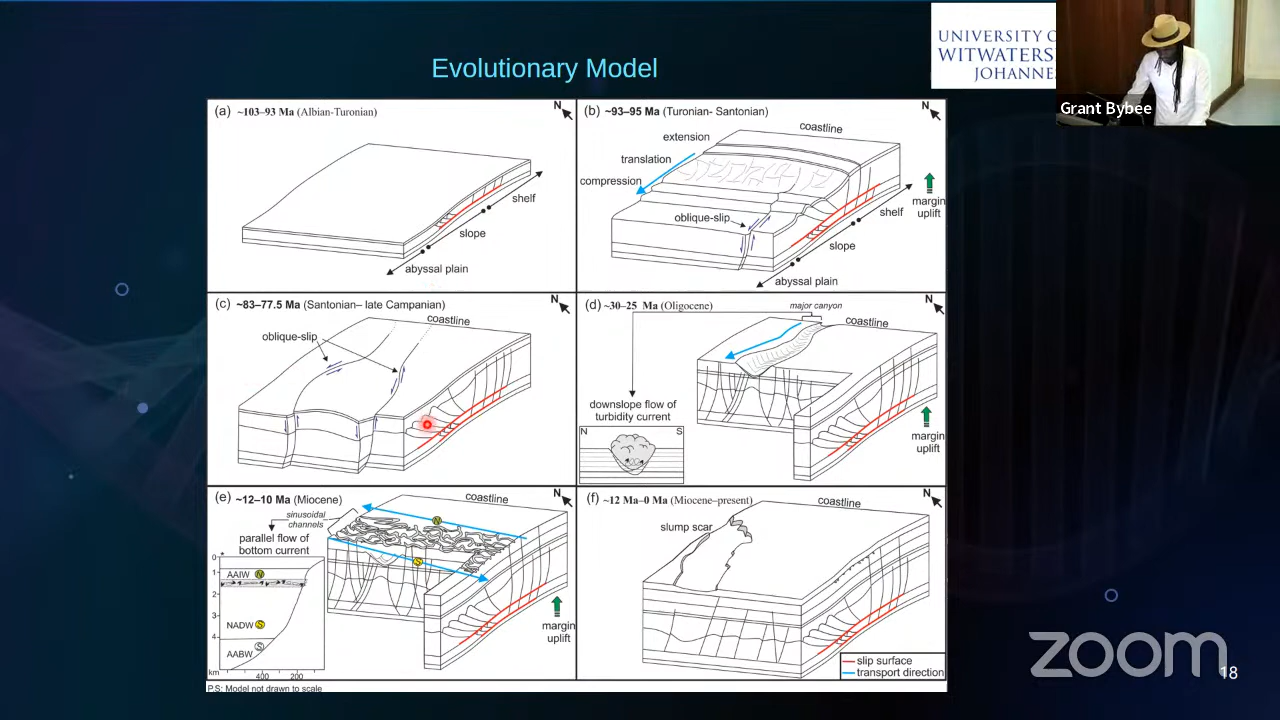 Evolutionary Model
UNIVERSITY O
WITWATERS
JOHANNE
Grant Bybee
(a) ~103–93 Ma (Albian-Turonian)
N
shelf
slope
abyssal plain
(b) ~93–95 Ma (Turonian- Santonian)
N
coastline
extension
translation
compression
oblique-slip
margin
uplift
shelf
slope
abyssal plain
(c) ~83–77.5 Ma (Santonian– late Campanian)
N
coastline
oblique-slip
(d) ~30–25 Ma (Oligocene)
major canyon
N
coastline
downslope flow of
turbidity current
N S
margin
uplift
(e) ~12–10 Ma (Miocene)
N
coastline
sinusoidal
channels
parallel flow of
bottom current
N
S
0
1
2
3
4
km
AAIW N
NADW S
AABW S
400 200
margin
uplift
(f) ~12 Ma–0 Ma (Miocene–present)
N
coastline
slump scar
slip surface
transport direction
P.S: Model not drawn to scale
zoom
18